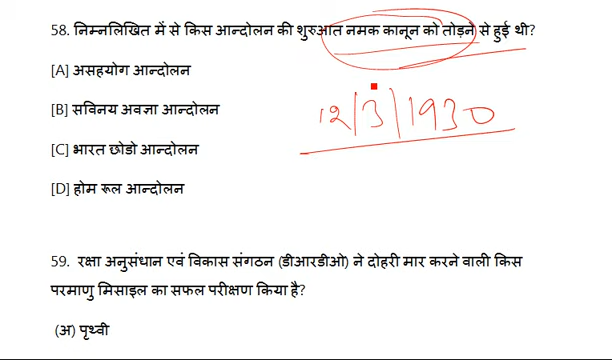 58. निम्नलिखित में से किस आन्दोलन की शुरुआत नमक कानून को तोड़ने से हुई थी?
[A] असहयोग आन्दोलन
12|3|1930
[B] सविनय अवज्ञा आन्दोलन
[C] भारत छोडो आन्दोलन
[D] होम रूल आन्दोलन
59. रक्षा अनुसंधान एवं विकास संगठन (डीआरडीओ) ने दोहरी मार करने वाली किस
परमाणु मिसाइल का सफल परीक्षण किया है?
(अ) पृथ्वी